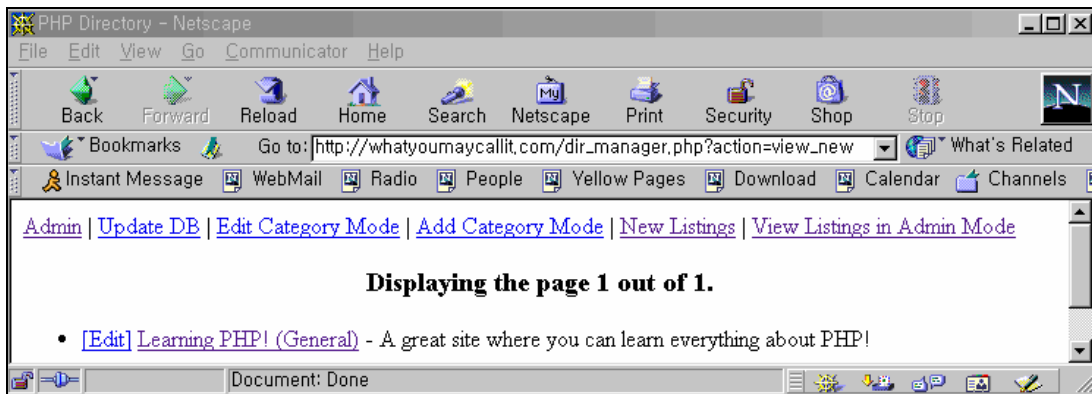 PHP Directory - Netscape
File Edit View Go Communicator Help
Back Forward Reload Home Search Netscape Print Security Shop Stop
Bookmarks Go to: http://whatyoumaycallit.com/dir_manager.php?action=view_new What's Related
Instant Message WebMail Radio People Yellow Pages Download Calendar Channels
Admin | Update DB | Edit Category Mode | Add Category Mode | New Listings | View Listings in Admin Mode
Displaying the page 1 out of 1.
• [Edit] Learning PHP! (General) - A great site where you can learn everything about PHP!
Document: Done